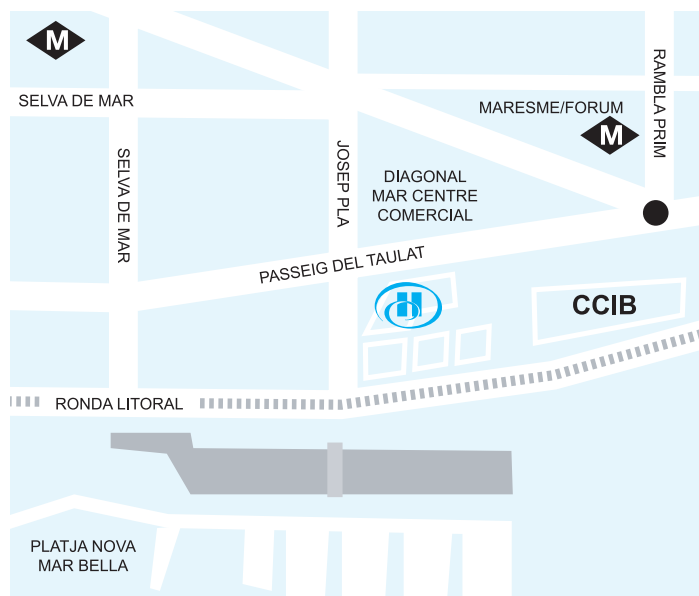 M
SELVA DE MAR
MARESME/FORUM
M
RAMBLA PRIM
SELVA DE MAR
JOSEP PLA
DIAGONAL
MAR CENTRE
COMERCIAL
PASSEIG DEL TAULAT
H
CCIB
RONDA LITORAL
PLATJA NOVA
MAR BELLA